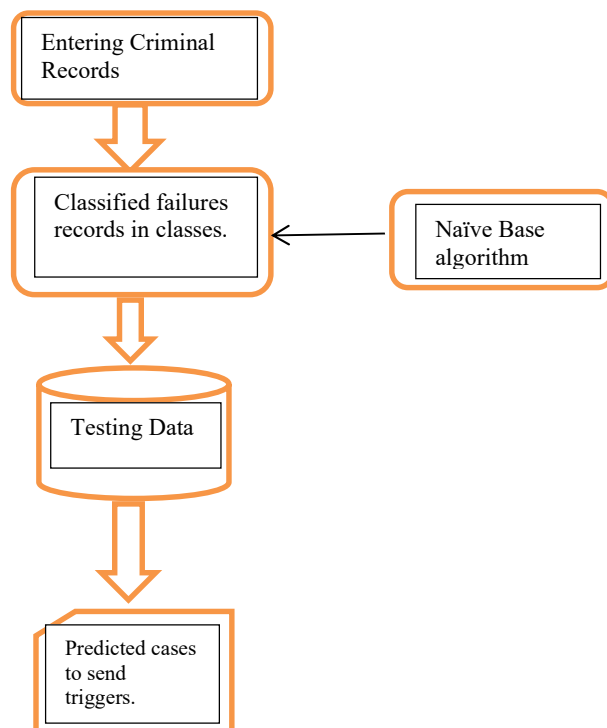 Entering Criminal
Records
Classified failures
records in classes.
Naïve Base
algorithm
Testing Data
Predicted cases
to send
triggers.